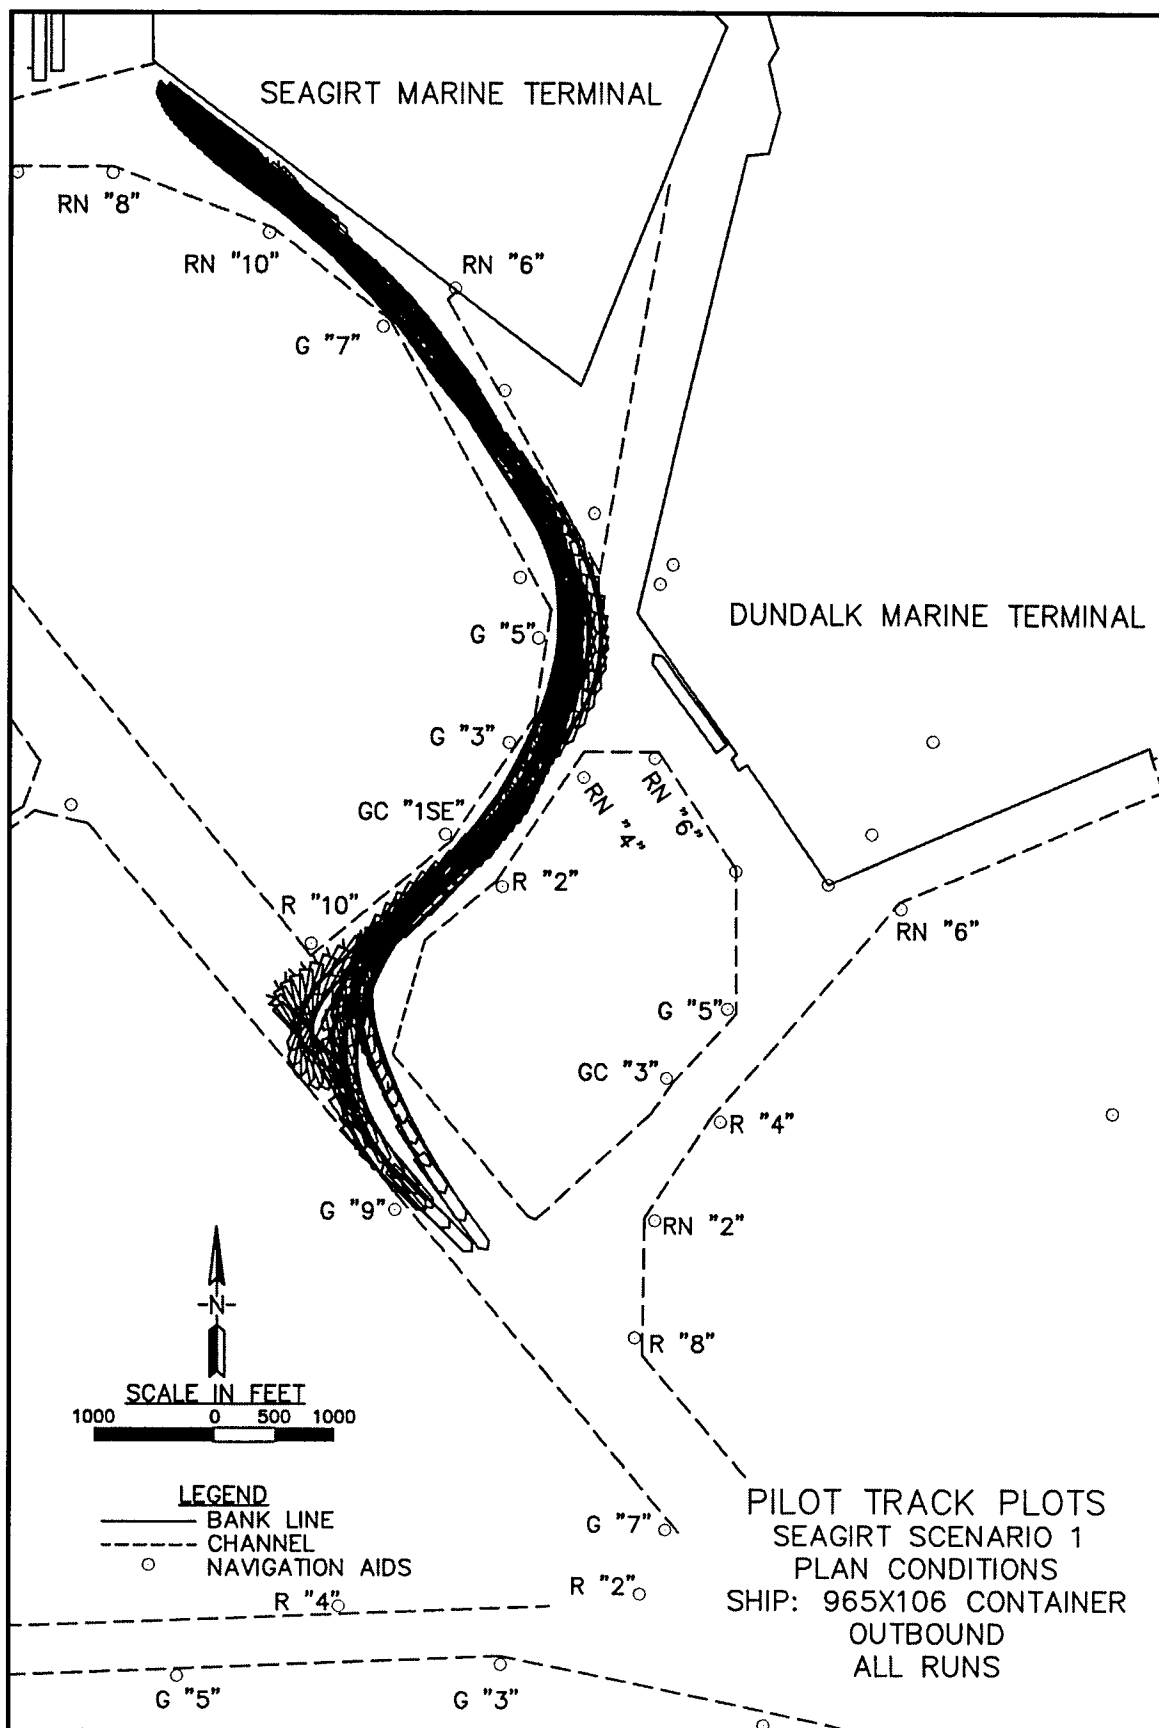 SEAGIRT MARINE TERMINAL
RN "8"
RN "10"
RN "6"
G "7"
DUNDALK MARINE TERMINAL
G "5"
G "3"
RN "4"
RN "6"
GC "1SE"
R "2"
R "10"
RN "6"
G "5"
GC "3"
R "4"
G "9"
RN "2"
-N-
R "8"
SCALE IN FEET
1000 0 500 1000
LEGEND
BANK LINE
CHANNEL
NAVIGATION AIDS
G "7"
R "2"
R "4"
G "5"
G "3"
PILOT TRACK PLOTS
SEAGIRT SCENARIO 1
PLAN CONDITIONS
SHIP: 965X106 CONTAINER
OUTBOUND
ALL RUNS